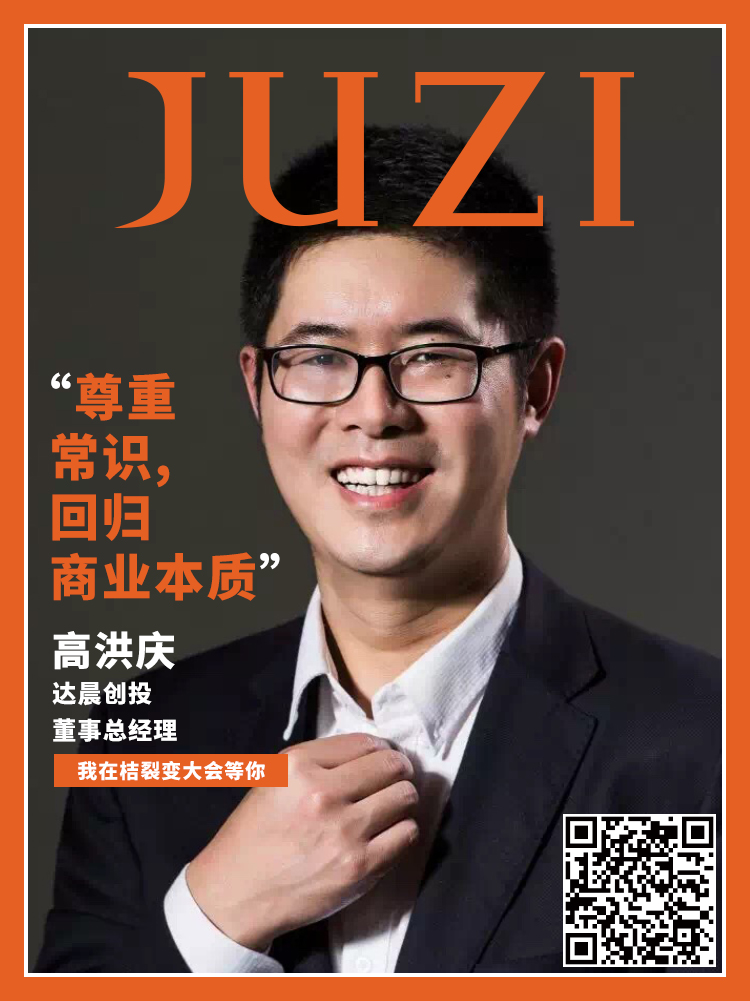 JUZI
“尊重
常识，
回归
商业本质”
高洪庆
达晨创投
董事总经理
我在桔裂变大会等你